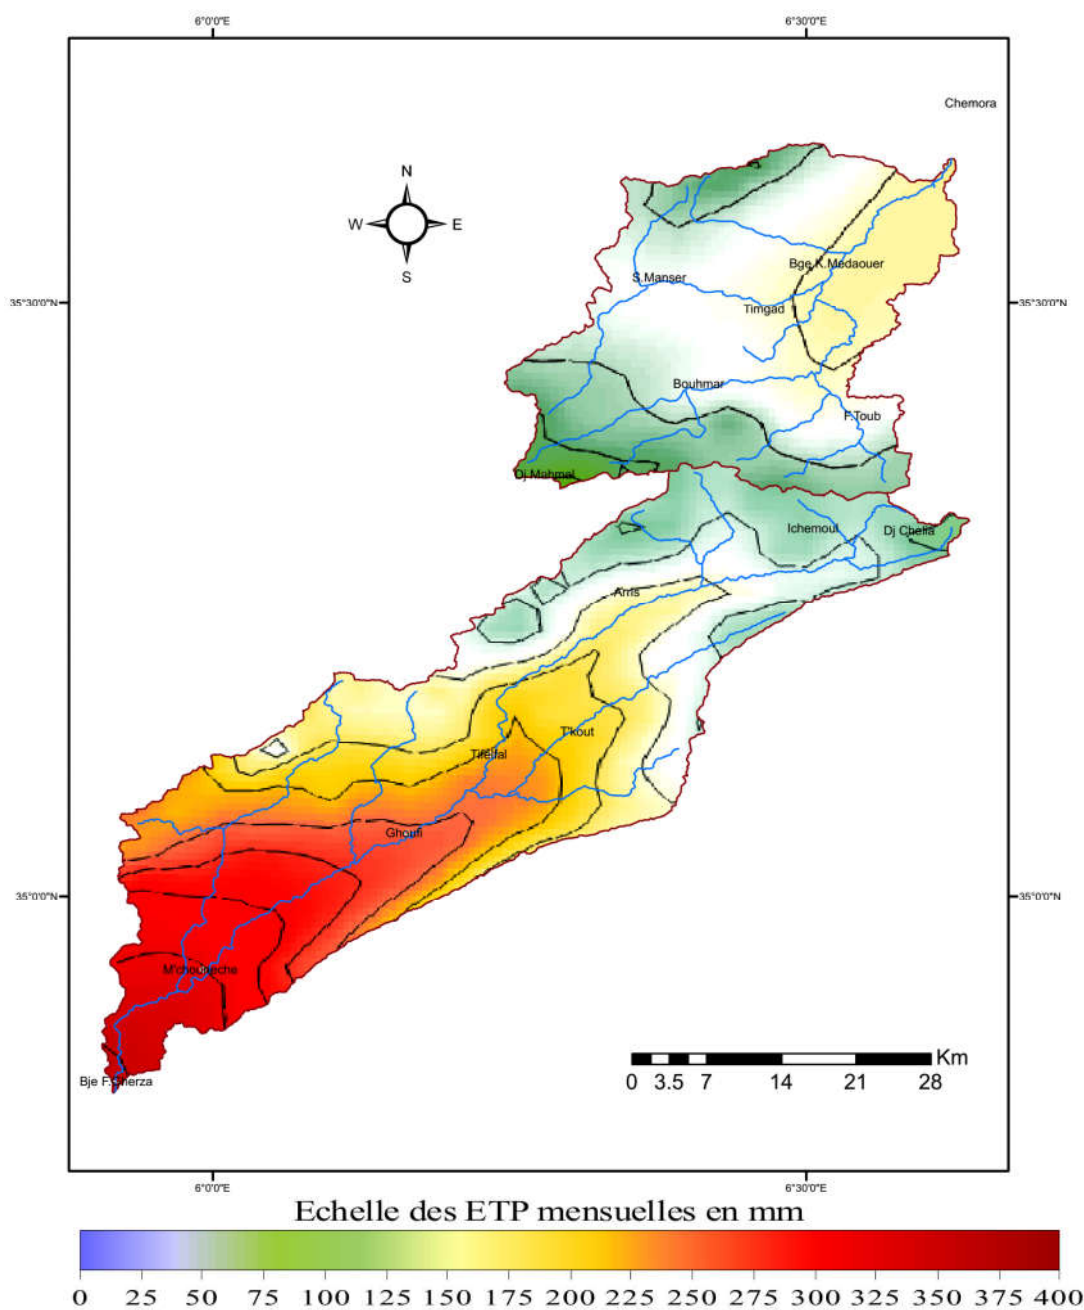 6°0'0"E 6°30'0"E
Chemora
N
W E
S
Bge K.Medaouer
S.Manser
35°30'0"N 35°30'0"N
Timgad
Bouhmar
F.Toub
Dj Mahmal
Ichemoul Dj Chelia
Arris
T'kout
Tifelfal
Ghoufi
35°0'0"N 35°0'0"N
M'chouneche
Km
Bje F.Gherza
0 3.5 7 14 21 28
6°0'0"E 6°30'0"E
Echelle des ETP mensuelles en mm
0 25 50 75 100 125 150 175 200 225 250 275 300 325 350 375 400